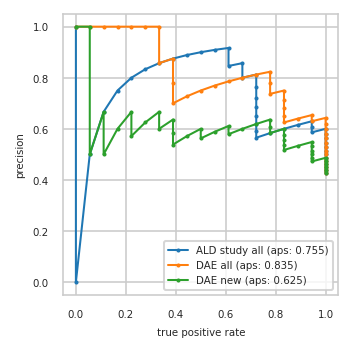 1.0
0.8
0.6
0.4
0.2
0.0
precision
0.0 0.2 0.4 0.6 0.8 1.0
true positive rate
ALD study all (aps: 0.755)
DAE all (aps: 0.835)
DAE new (aps: 0.625)